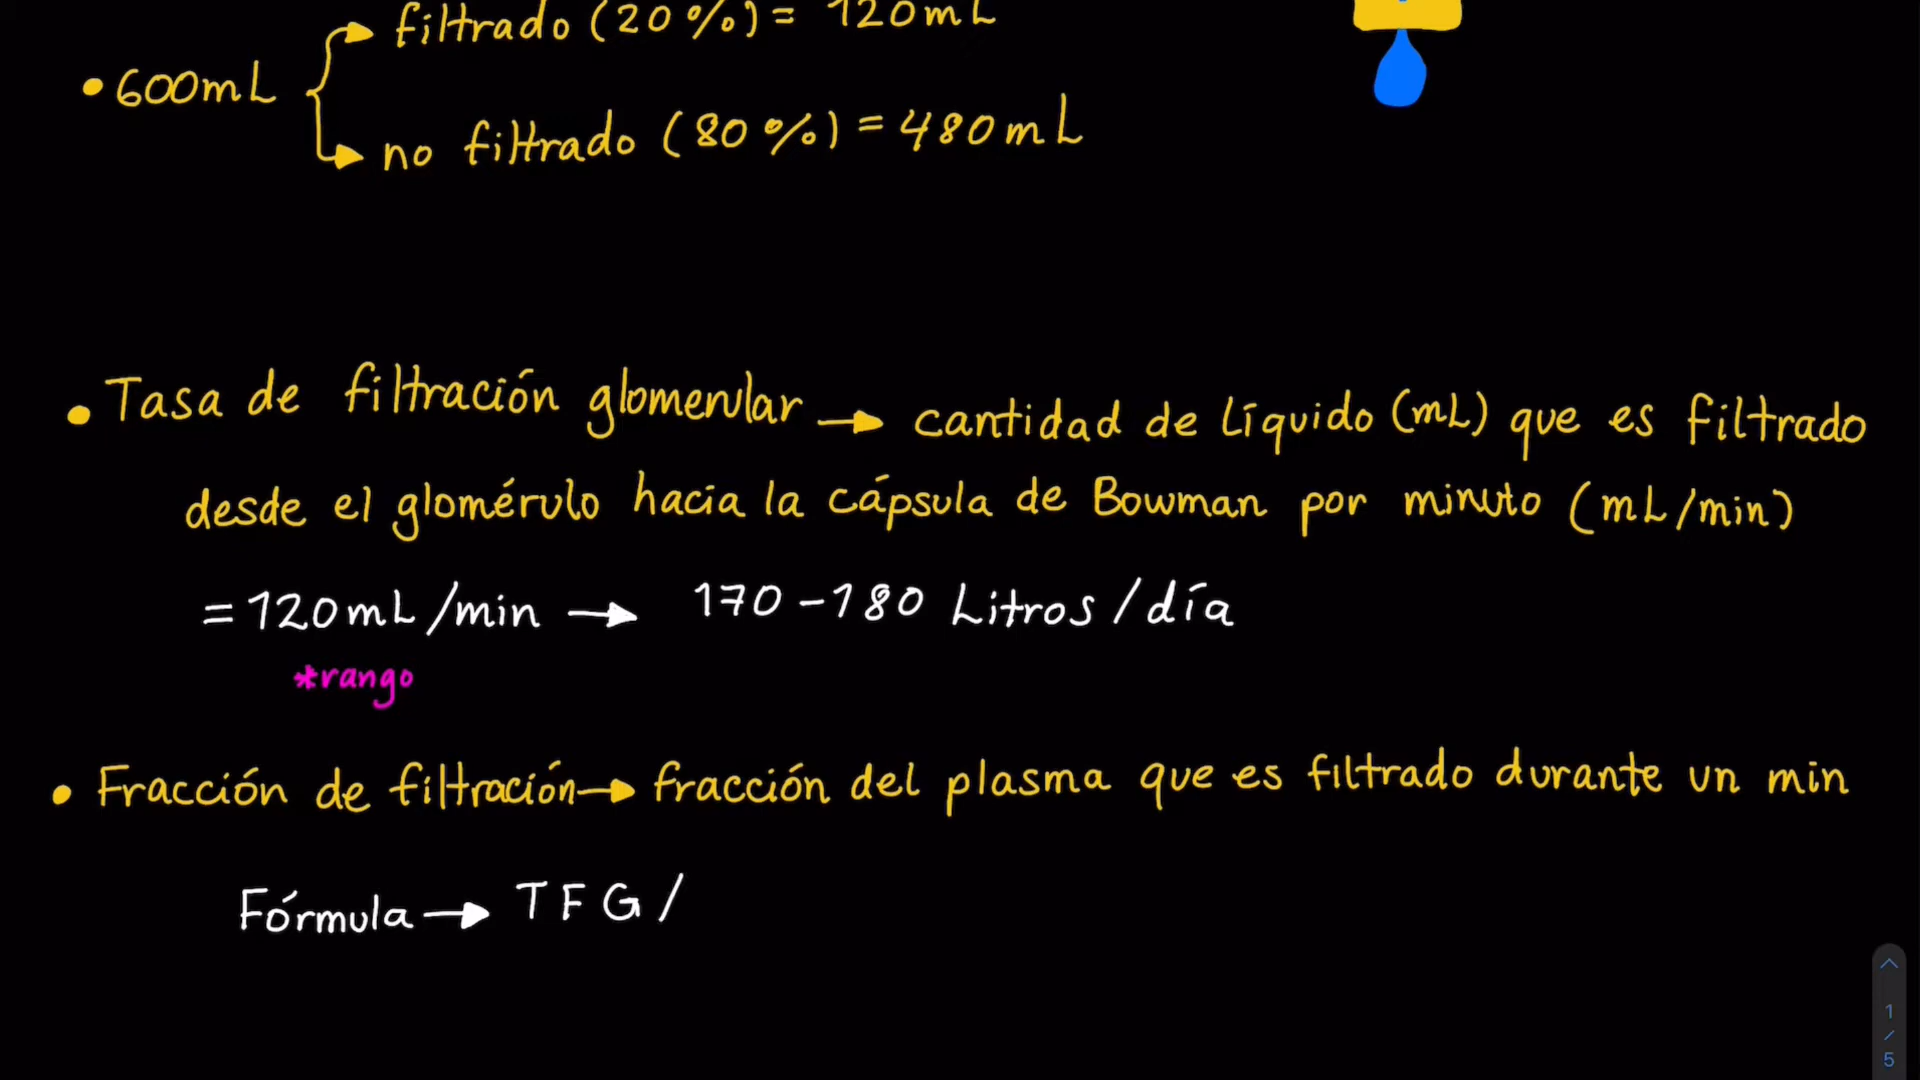 filtrado (20%) = 120mL
• 600mL
no filtrado (80%) = 480mL
• Tasa de filtración glomerular → cantidad de líquido (mL) que es filtrado
desde el glomérulo hacia la cápsula de Bowman por minuto (mL/min)
= 120mL/min → 170-180 Litros/día
*rango
• Fracción de filtración → fracción del plasma que es filtrado durante un min
Fórmula → TFG /
1
/
5